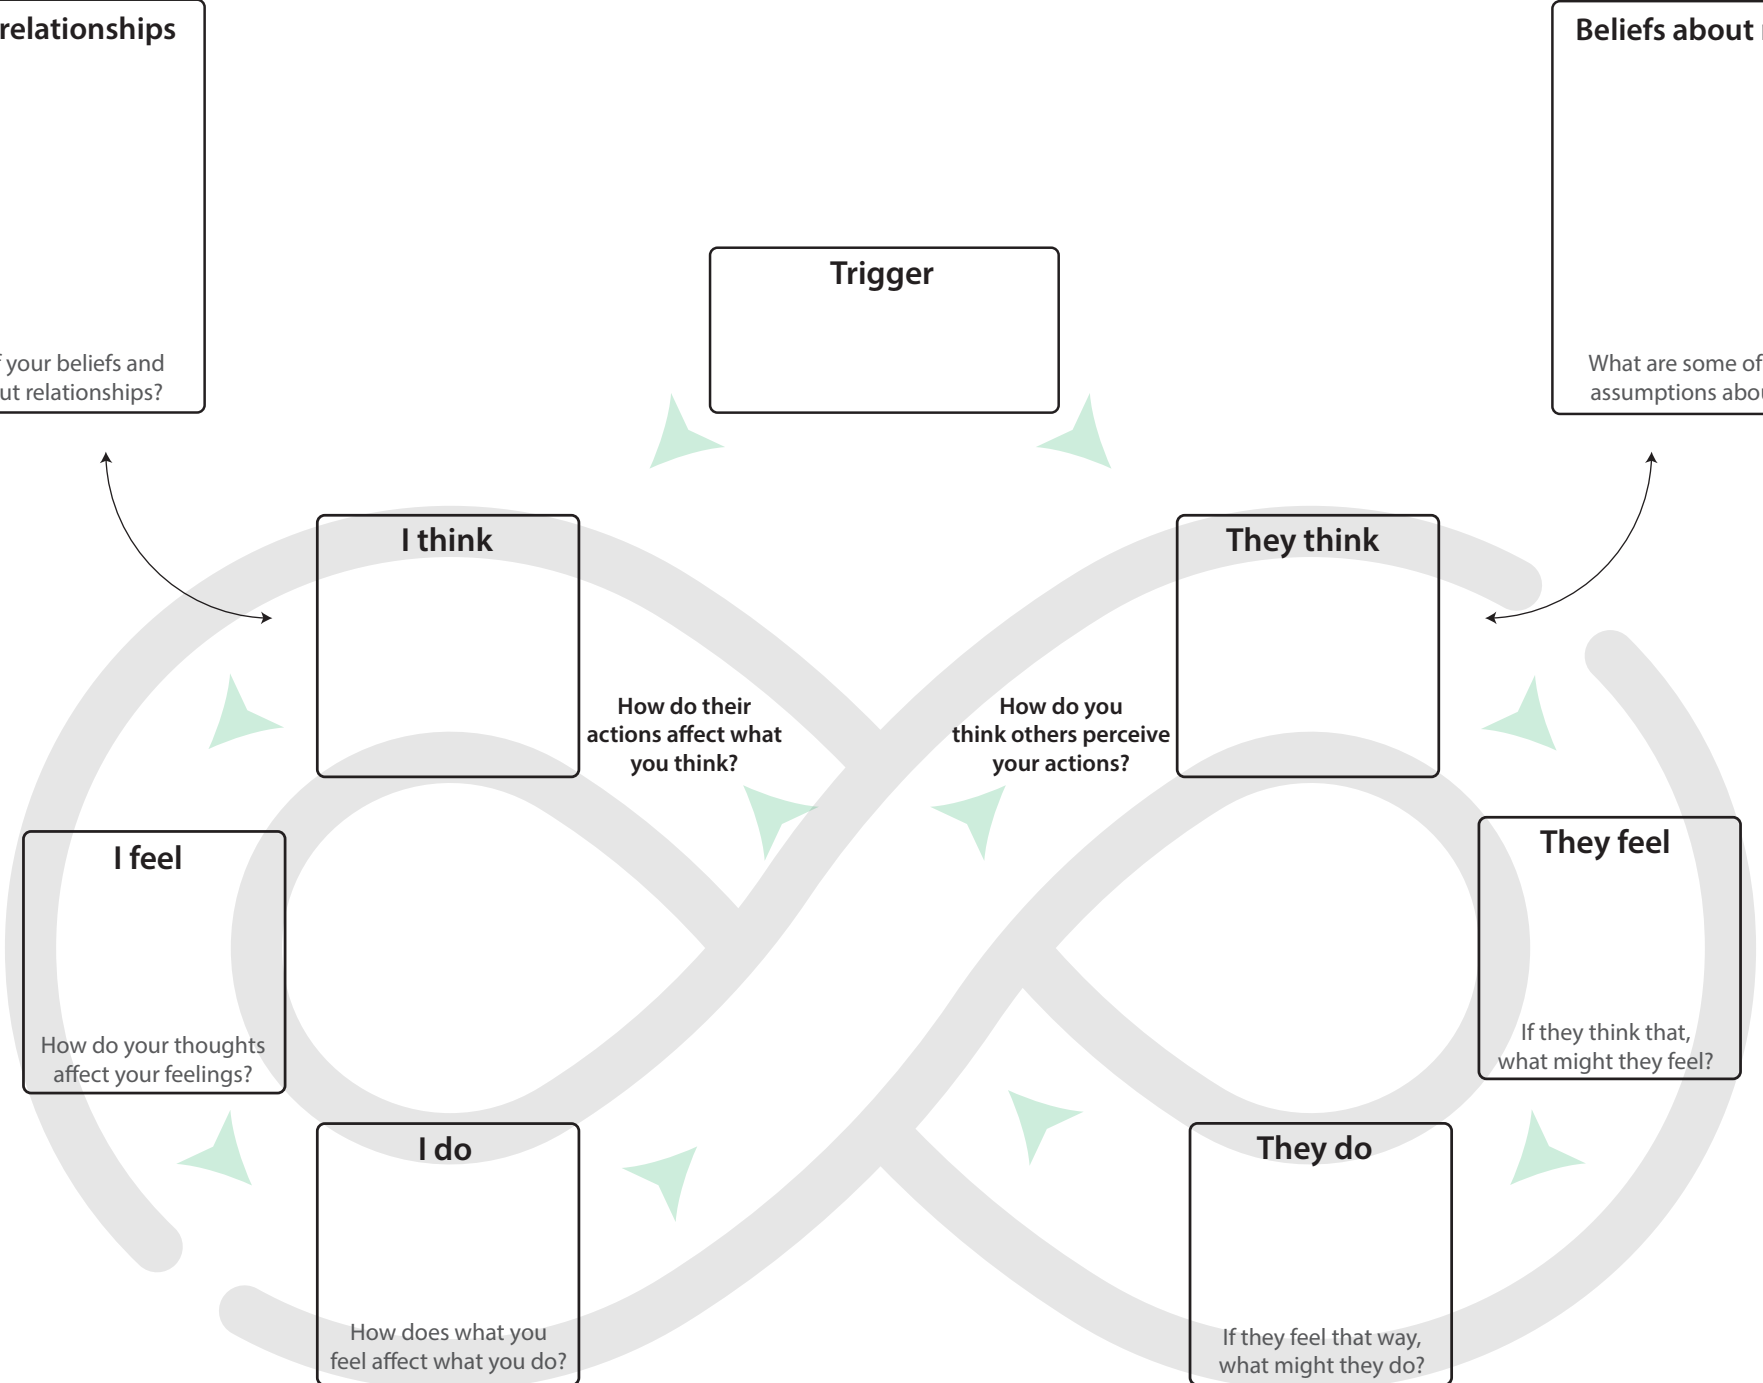 relationships
your beliefs and
relationships?
Beliefs about
What are some of
assumptions
Trigger
I think
They think
How do their
actions affect what
you think?
How do you
think others perceive
your actions?
I feel
How do your thoughts
affect your feelings?
They feel
If they think that,
what might they feel?
I do
How does what you
feel affect what you do?
They do
If they feel that way,
what might they do?